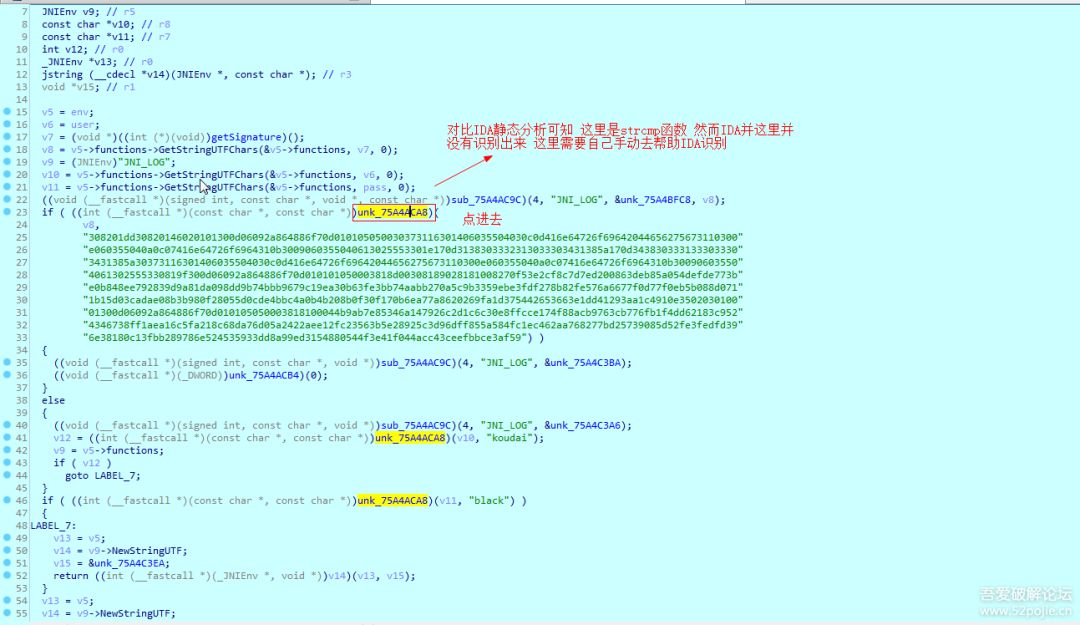 7 JNIEnv v9; // r5
8 const char *v10; // r8
9 const char *v11; // r7
10 int v12; // r0
11 _JNIEnv *v13; // r0
12 jstring (__cdecl *v14)(JNIEnv *, const char *); // r3
13 void *v15; // r1
14
15 v5 = env;
16 v6 = user;
17 v7 = (void *)((int (*)(void))getSignature)();
18 v8 = v5->functions->GetStringUTFChars(&v5->functions, v7, 0);
19 v9 = (JNIEnv)"JNI_LOG";
20 v10 = v5->functions->GetStringUTFChars(&v5->functions, v6, 0);
21 v11 = v5->functions->GetStringUTFChars(&v5->functions, pass, 0);
对比IDA静态分析可知 这里是strcmp函数 然而IDA并这里并
没有识别出来 这里需要自己手动去帮助IDA识别
22 ((void (__fastcall *)(signed int, const char *, void *, const char *))sub_75A4AC9C)(4, "JNI_LOG", &unk_75A4BFC8, v8);
23 if ( ((int (__fastcall *)(const char *, const char *))unk_75A4ACA8)(
点进去
24 v8,
25 "308201dd30820146020101300d06092a864886f70d010105050030373116301406035504030c0d416e64726f69642044656275673110300"
26 "e060355040a0c07416e64726f6964310b3009060355040613025553301e170d3138303332313033303431385a170d3438303331333033330"
27 "3431385a30373116301406035504030c0d416e64726f69642044656275673110300e060355040a0c07416e64726f6964310b30090603550"
28 "406130255533081 9f300d06092a864886f70d010101050003818d00308189028181008270f53e2cf8c7d7ed200863deb85a054defde773b"
29 "e0b848ee792839d9a81da098dd9b74bbb9679c19ea30b63fe3bb74aabb270a5c9b3359ebe3fdf278b82fe576a6677f0d77f0eb5b088d071"
30 "1b15d03cadae08b3b980f28055d0cde4bbc4a0b4b208b0f30f170b6ea77a8620269fa1d375442653663e1dd41293aa1c4910e3502030100"
31 "01300d06092a864886f70d010105050003818100044b9ab71947926c2d1c6c30e8ffcce174f88acb9763cb776fb1f4dd62183c952"
32 "4346738ff1aea16c5fa218c68da76d05a2422aee12fc23563b5e28925c3d96dff855a584fc1ec462aa768277bd25739085d52fe3fedfd39"
33 "6e38180c13fbb289786e524535933dd8a99ed3154880544f3e41f044acc43ceefbbce3af59") )
34 {
35 ((void (__fastcall *)(signed int, const char *, void *))sub_75A4AC9C)(4, "JNI_LOG", &unk_75A4C3BA);
36 ((void (__fastcall *)(_DWORD))unk_75A4ACB4)(0);
37 }
38 else
39 {
40 ((void (__fastcall *)(signed int, const char *, void *))sub_75A4AC9C)(4, "JNI_LOG", &unk_75A4C3A6);
41 v12 = ((int (__fastcall *)(const char *, const char *))unk_75A4ACA8)(v10, "koudai");
42 v9 = v5->functions;
43 if ( v12 )
44 goto LABEL_7;
45 }
46 if ( ((int (__fastcall *)(const char *, const char *))unk_75A4ACA8)(v11, "black") )
47 {
48 LABEL_7:
49 v13 = v5;
50 v14 = v9->NewStringUTF;
51 v15 = &unk_75A4C3EA;
52 return ((int (__fastcall *)(_JNIEnv *, void *))v14)(v13, v15);
53 }
54 v13 = v5;
55 v14 = v9->NewStringUTF;
吾爱破解论坛
www.52pojie.cn